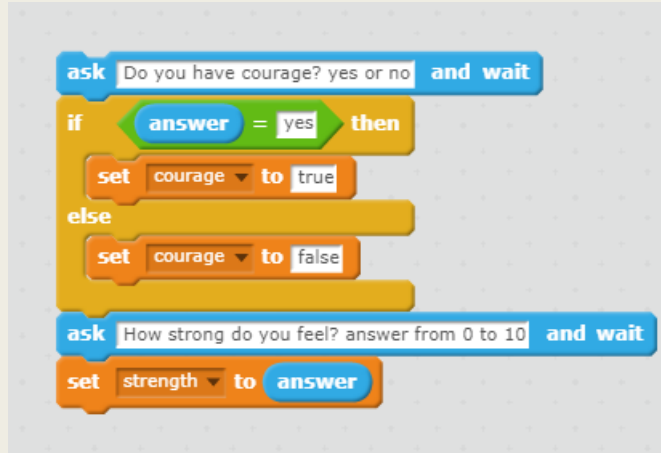 ask Do you have courage? yes or no and wait
if answer = yes then
set courage to true
else
set courage to false
ask How strong do you feel? answer from 0 to 10 and wait
set strength to answer